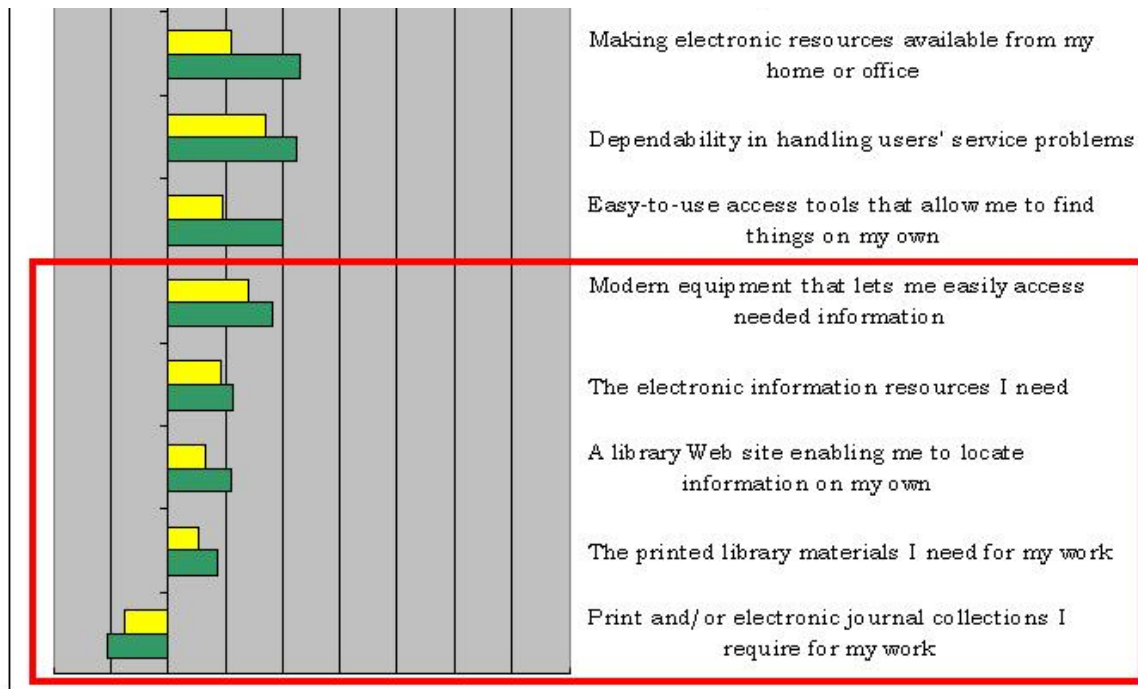 Making electronic resources available from my
home or office
Dependability in handling users' service problems
Easy-to-use access tools that allow me to find
things on my own
Modern equipment that lets me easily access
needed information
The electronic information resources I need
A library Web site enabling me to locate
information on my own
The printed library materials I need for my work
Print and/or electronic journal collections I
require for my work